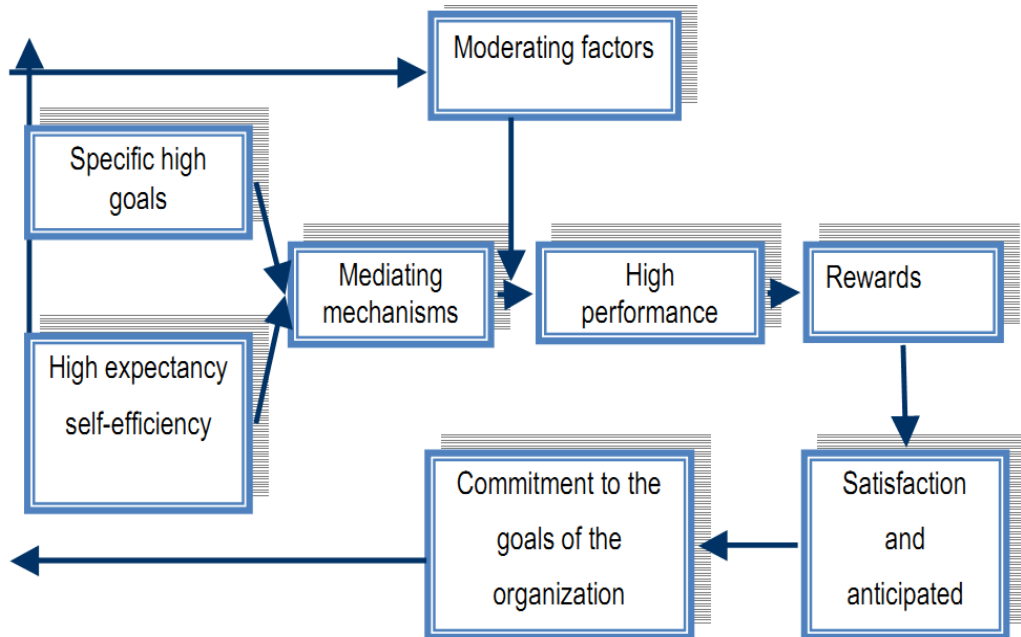 Moderating factors
Specific high
goals
Mediating
mechanisms
High
performance
Rewards
High expectancy
self-efficiency
Commitment to the
goals of the
organization
Satisfaction
and
anticipated